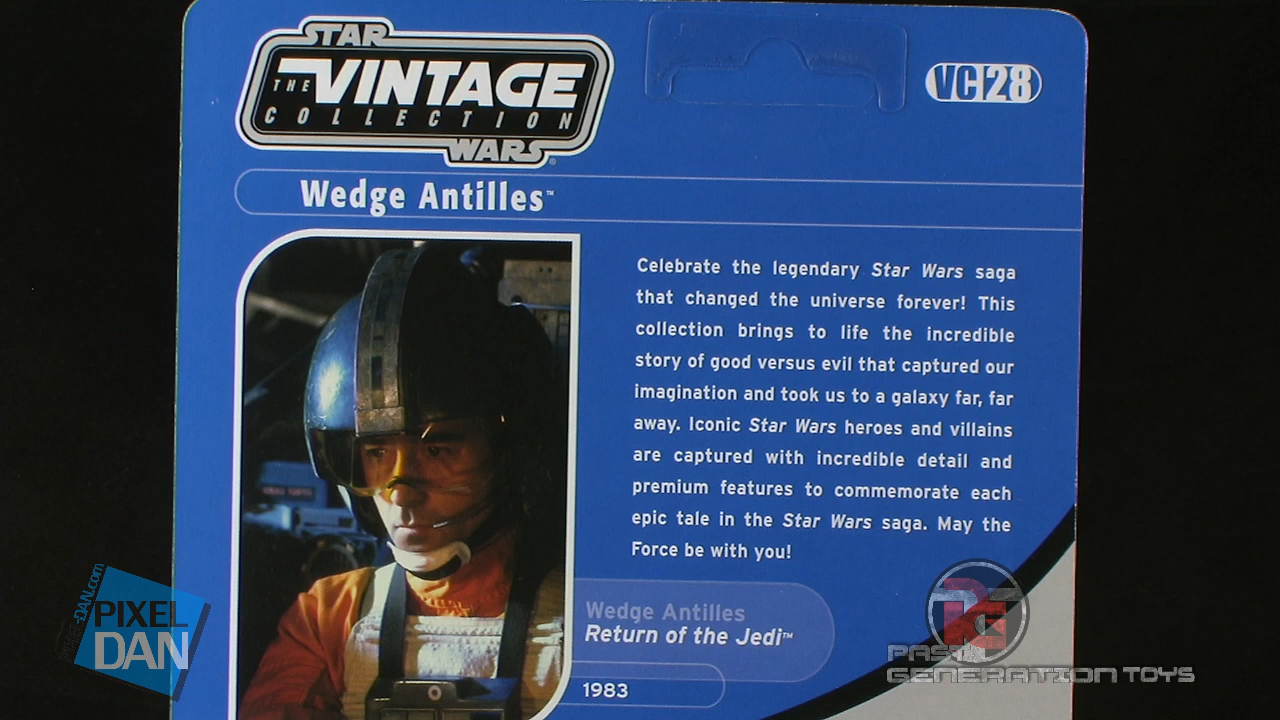 STAR
THE VINTAGE
COLLECTION
WARS
VC28
Wedge Antilles™
Celebrate the legendary Star Wars saga
that changed the universe forever! This
collection brings to life the incredible
story of good versus evil that captured our
imagination and took us to a galaxy far, far
away. Iconic Star Wars heroes and villains
are captured with incredible detail and
premium features to commemorate each
epic tale in the Star Wars saga. May the
Force be with you!
Wedge Antilles
Return of the Jedi™
1983
PIXEL
DAN
-DAN.com
PAST
GENERATION TOYS